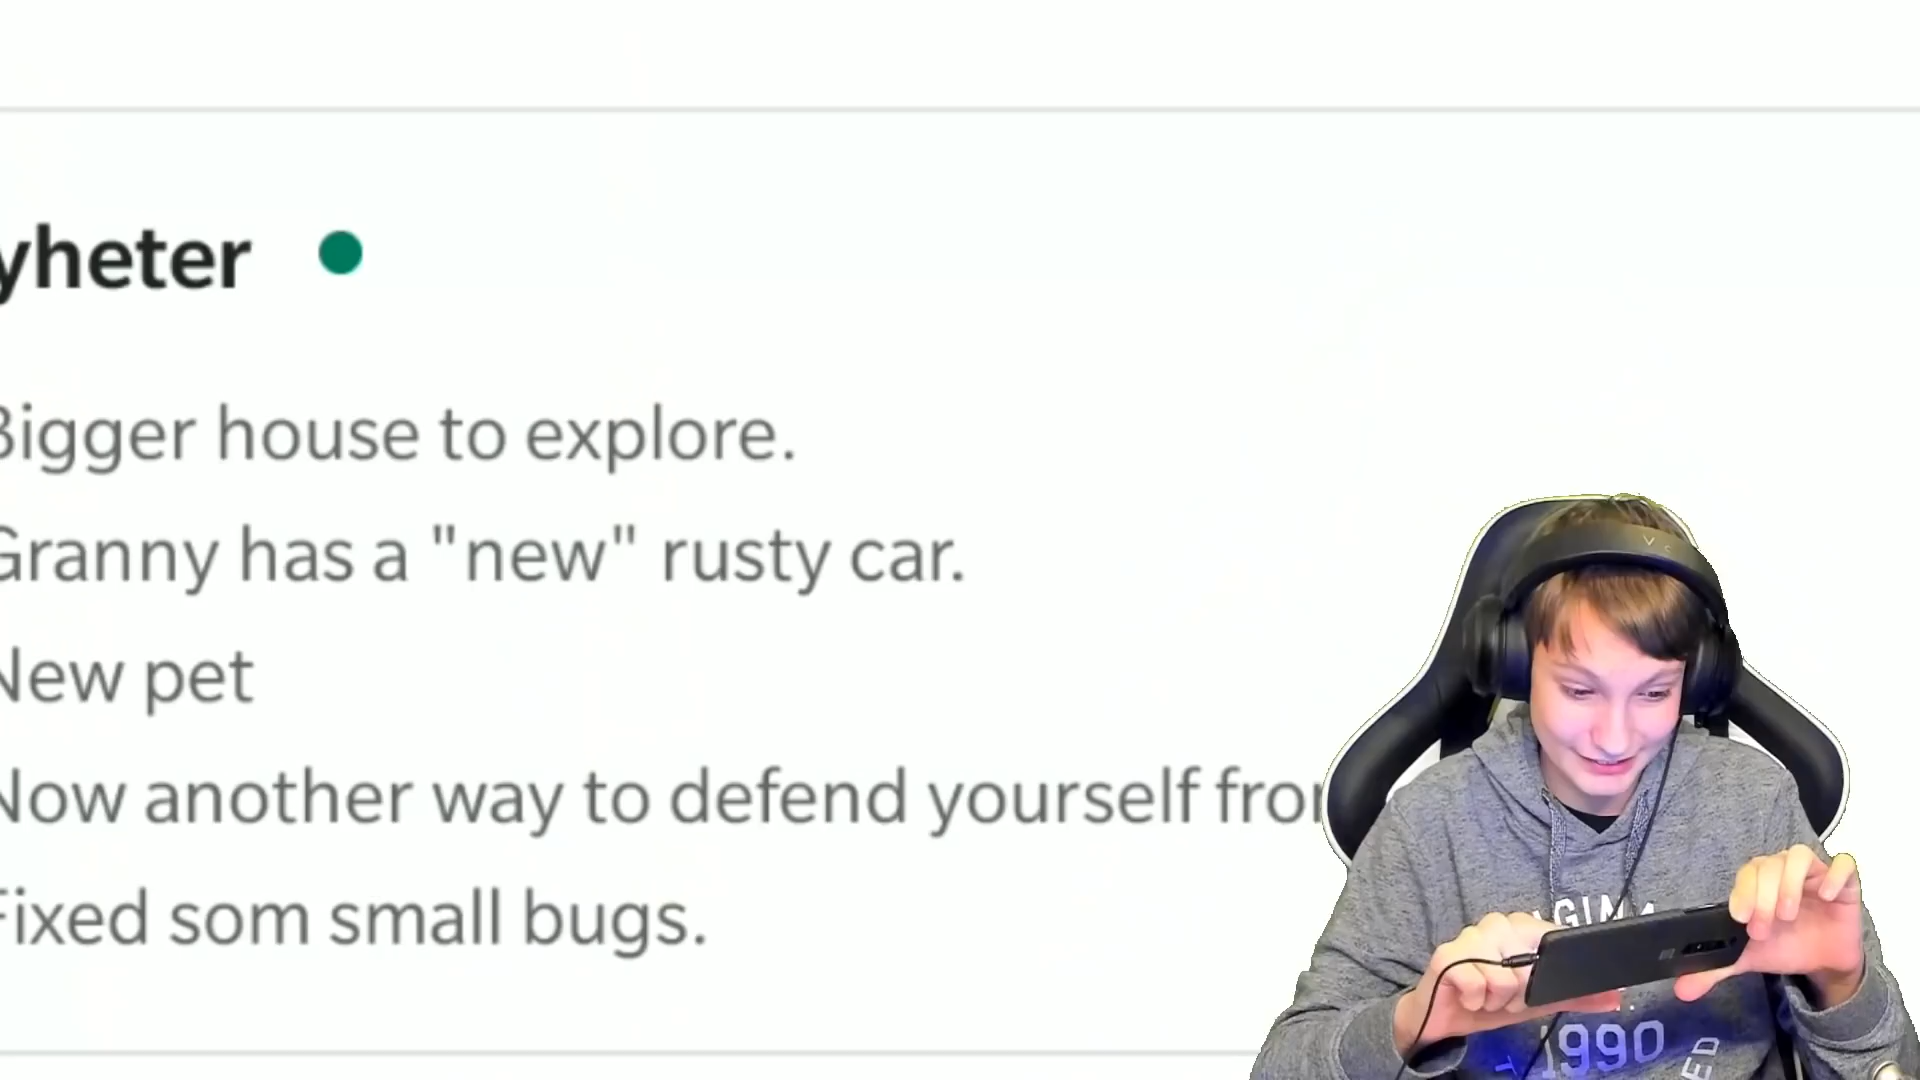 yheter
Bigger house to explore.
Granny has a "new" rusty car.
New pet
Now another way to defend yourself
Fixed som small bugs.
1990